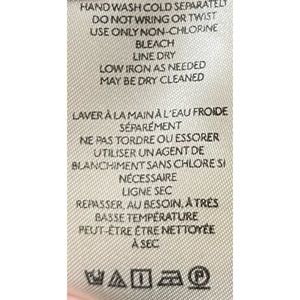 HAND WASH COLD SEPARATELY
DO NOT WRING OR TWIST
USE ONLY NON-CHLORINE
BLEACH
LINE DRY
LOW IRON AS NEEDED
MAY BE DRY CLEANED
LAVER À LA MAIN À L'EAU FROIDE
SÉPARÉMENT
NE PAS TORDRE OU ESSORER
UTILISER UN AGENT DE
BLANCHIMENT SANS CHLORE SI
NÉCESSAIRE
LIGNE SEC
REPASSER, AU BESOIN, À TRÈS
BASSE TEMPÉRATURE
PEUT-ÊTRE ÊTRE NETTOYÉE
À SEC